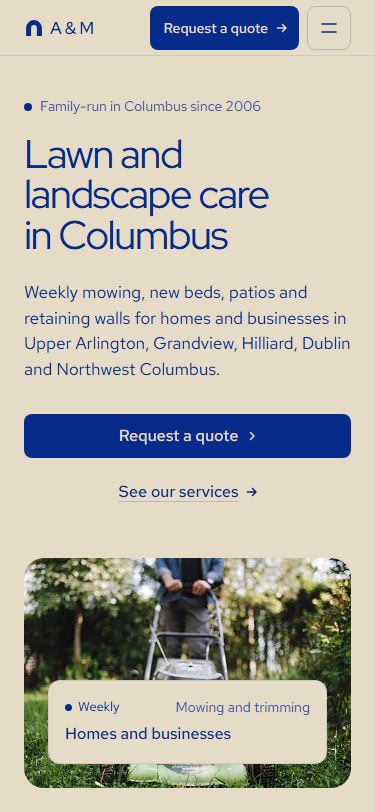 A & M
Request a quote
Family-run in Columbus since 2006
Lawn and
landscape care
in Columbus
Weekly mowing, new beds, patios and
retaining walls for homes and businesses in
Upper Arlington, Grandview, Hilliard, Dublin
and Northwest Columbus.
Request a quote
See our services
Weekly
Mowing and trimming
Homes and businesses